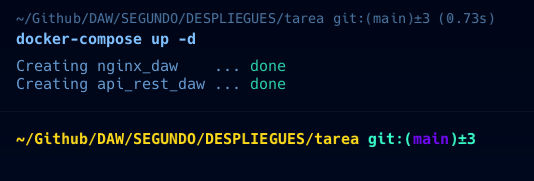 ~/Github/DAW/SEGUNDO/DESPLIEGUES/tarea git:(main)±3 (0.73s)
docker-compose up -d
Creating nginx_daw    ... done
Creating api_rest_daw ... done
~/Github/DAW/SEGUNDO/DESPLIEGUES/tarea git:(main)±3